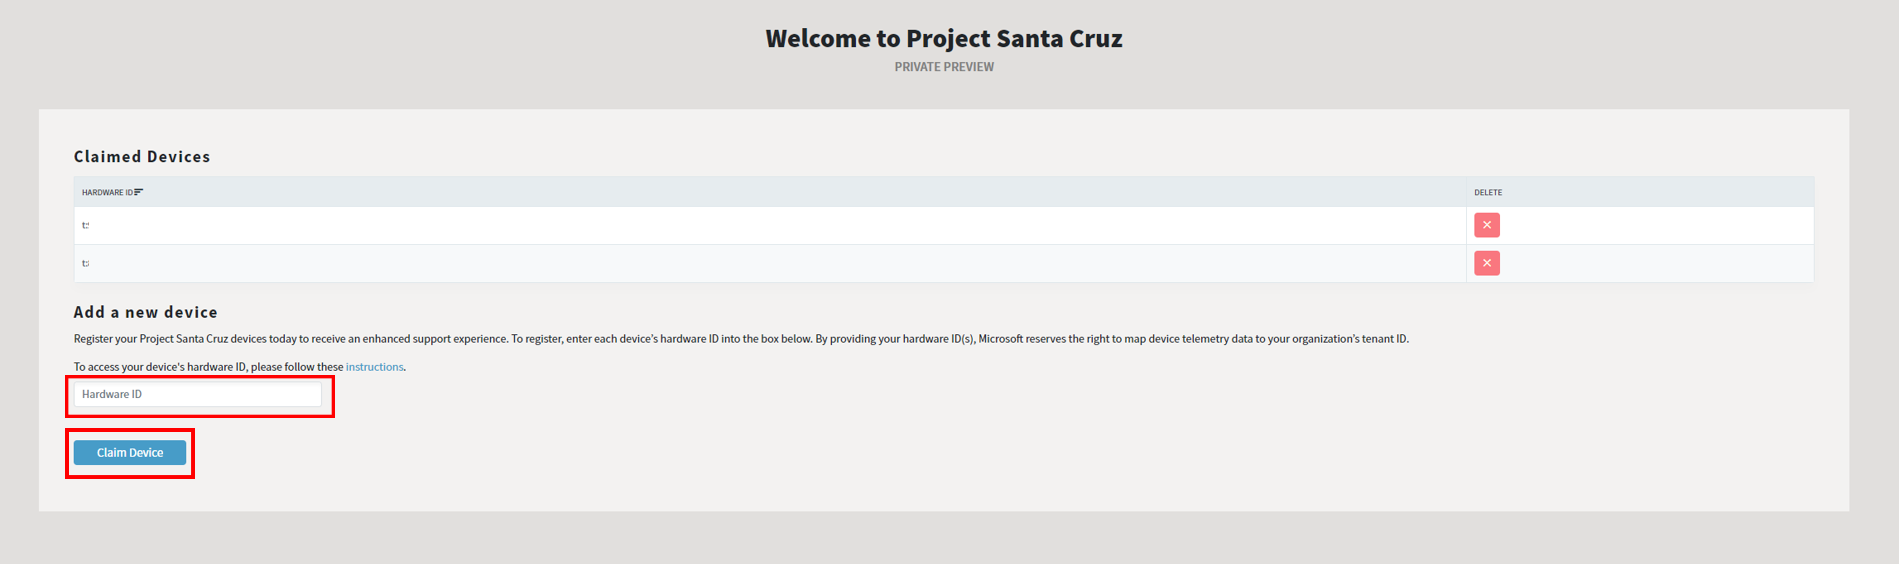 Welcome to Project Santa Cruz
PRIVATE PREVIEW
Claimed Devices
HARDWARE ID
DELETE
Add a new device
Register your Project Santa Cruz devices today to receive an enhanced support experience. To register, enter each device's hardware ID into the box below. By providing your hardware ID(s), Microsoft reserves the right to map device telemetry data to your organization's tenant ID.
To access your device's hardware ID, please follow these instructions.
Hardware ID
Claim Device